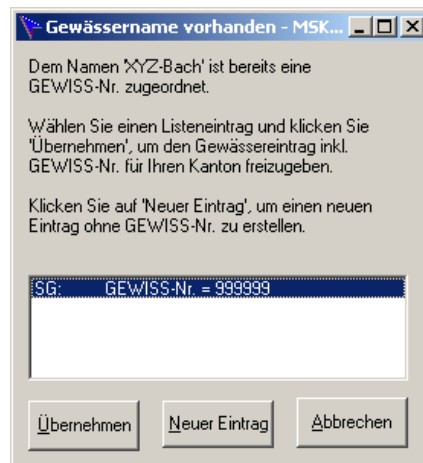 Gewässername vorhanden - MSK...
Dem Namen 'XYZ-Bach' ist bereits eine
GEWISS-Nr. zugeordnet.
Wählen Sie einen Listeneintrag und klicken Sie
'Übernehmen', um den Gewässereintrag inkl.
GEWISS-Nr. für Ihren Kanton freizugeben.
Klicken Sie auf 'Neuer Eintrag', um einen neuen
Eintrag ohne GEWISS-Nr. zu erstellen.
SG: GEWISS-Nr. = 999999
Übernehmen
Neuer Eintrag
Abbrechen